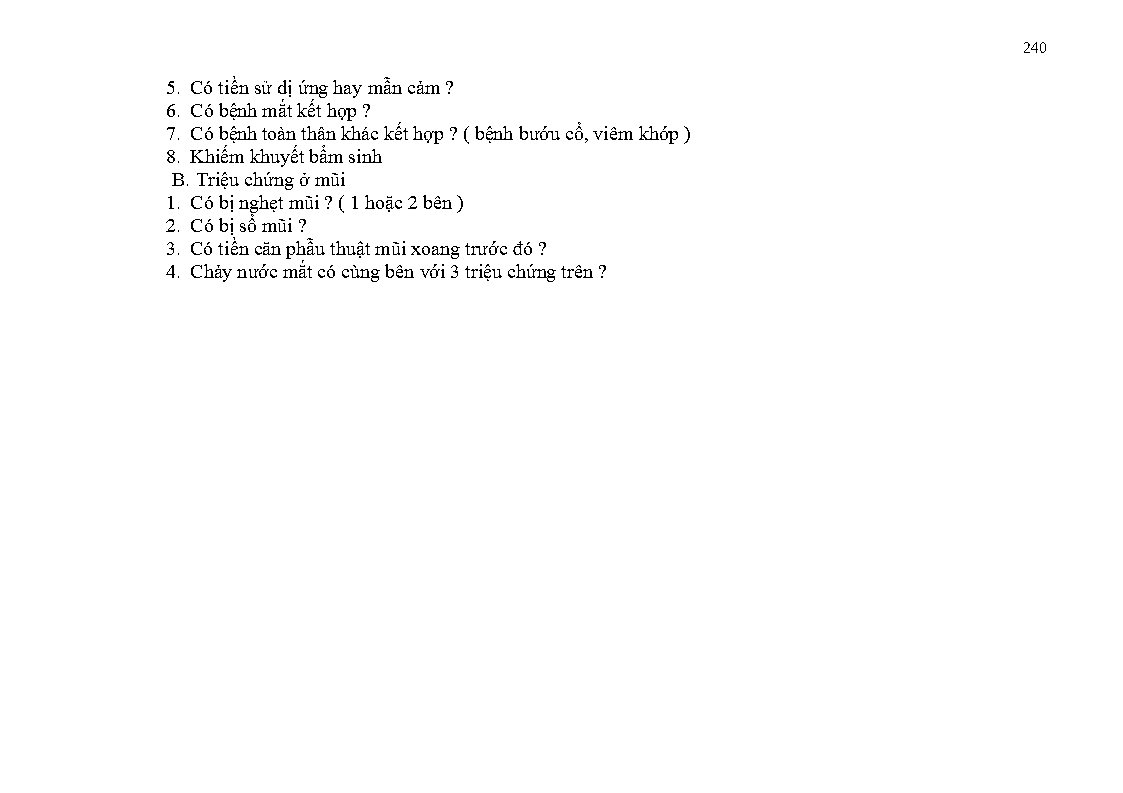 240
5. Có tiền sử dị ứng hay mẫn cảm ?
6. Có bệnh mắt kết hợp ?
7. Có bệnh toàn thân khác kết hợp ? ( bệnh bướu cổ, viêm khớp )
8. Khiếm khuyết bẩm sinh
B. Triệu chứng ở mũi
1. Có bị nghẹt mũi ? ( 1 hoặc 2 bên )
2. Có bị sổ mũi ?
3. Có tiền căn phẫu thuật mũi xoang trước đó ?
4. Chảy nước mắt có cùng bên với 3 triệu chứng trên ?